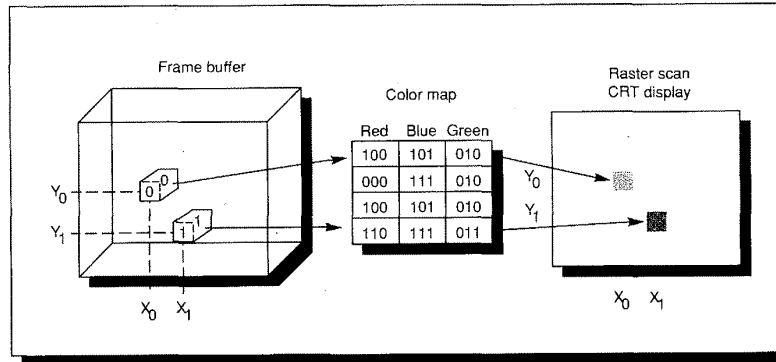 Frame buffer
Color map
Raster scan
CRT display
Red Blue Green
100 101 010
000 111 010
100 101 010
110 111 011
Y0
0 0
Y1
1 1
X0 X1
Y0
Y1
X0 X1